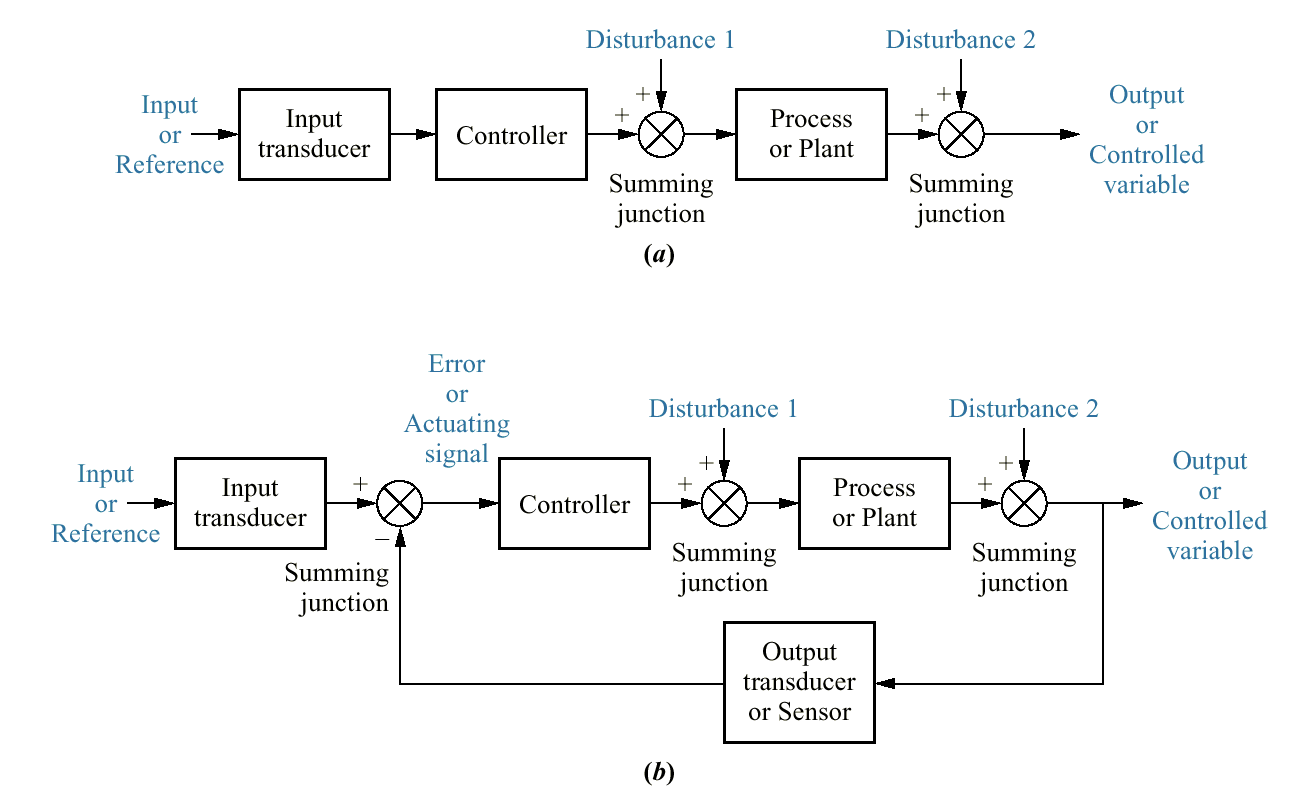 Disturbance 1
Disturbance 2
Input
or
Reference
Input
transducer
Controller
+
+
Summing
junction
Process
or Plant
+
+
Summing
junction
Output
or
Controlled
variable
(a)
Error
or
Actuating
signal
Disturbance 1
Disturbance 2
Input
or
Reference
Input
transducer
+
−
Summing
junction
Controller
+
+
Summing
junction
Process
or Plant
+
+
Summing
junction
Output
or
Controlled
variable
Output
transducer
or Sensor
(b)